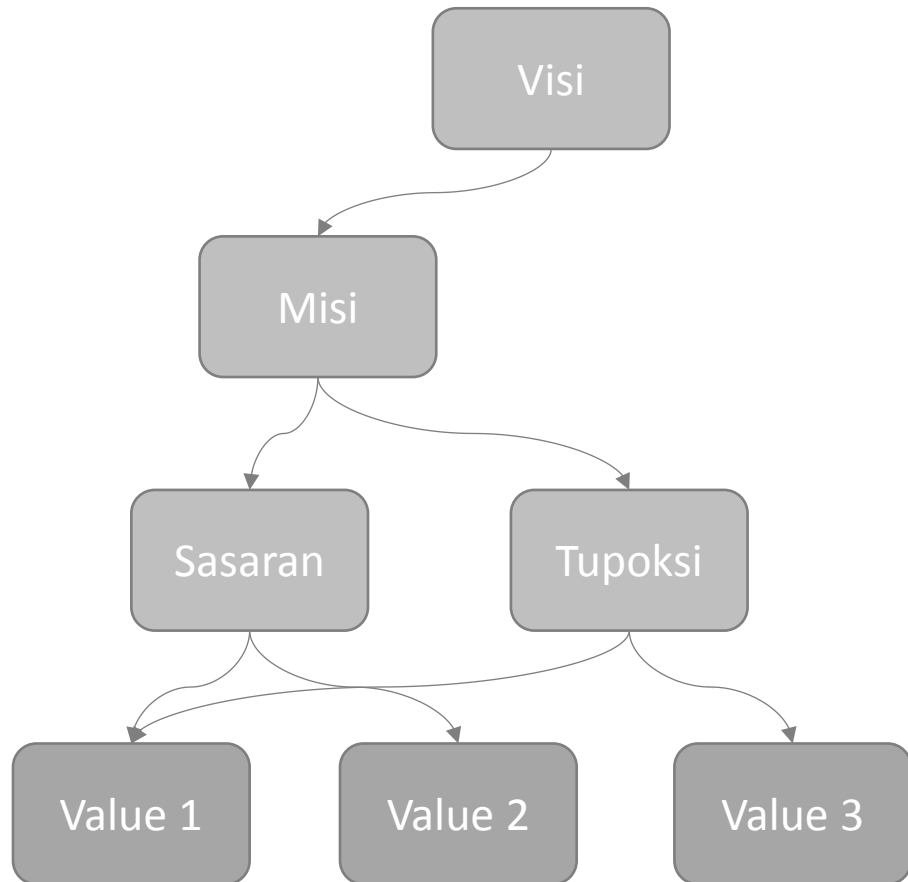 Visi
Misi
Sasaran
Tupoksi
Value 1
Value 2
Value 3